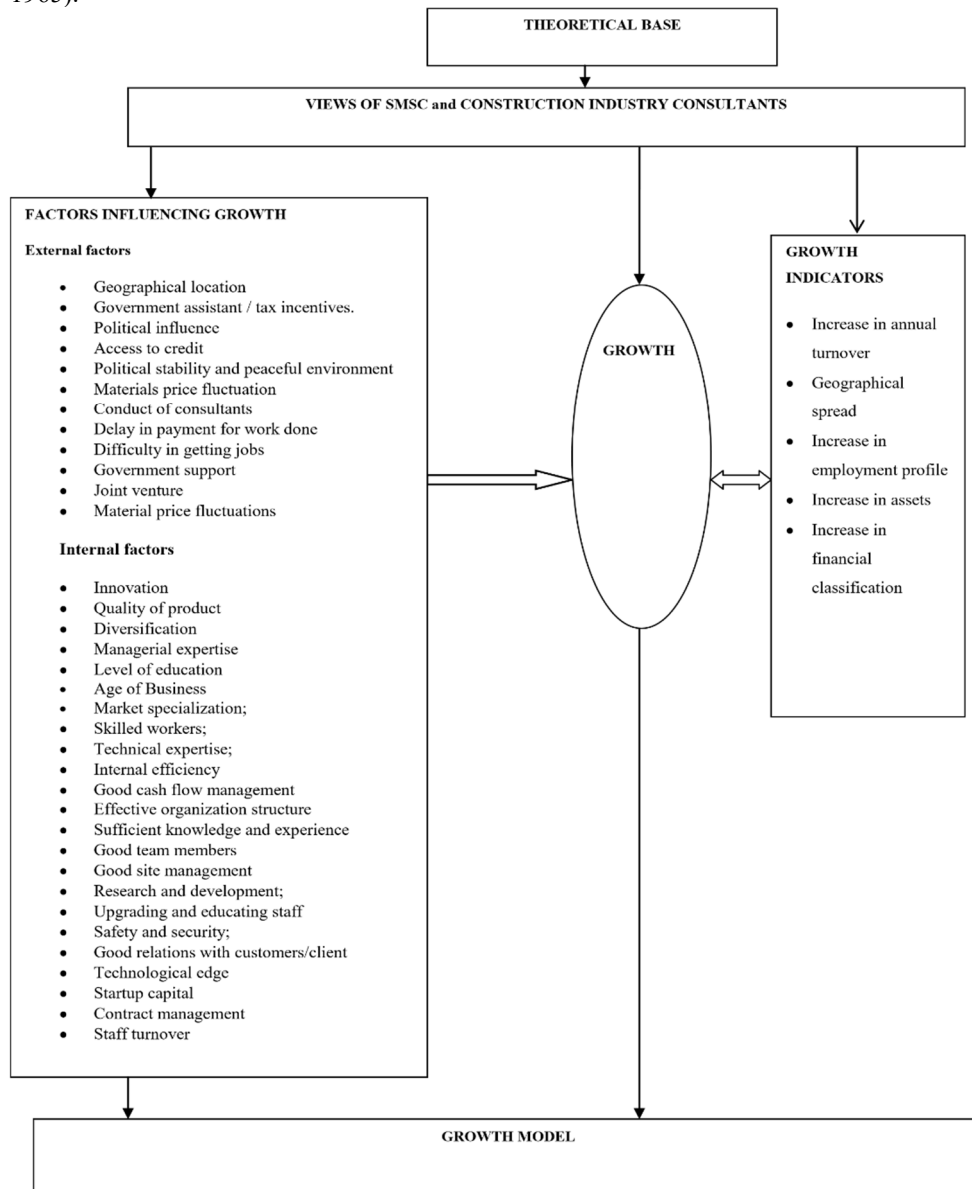 1985).
THEORETICAL BASE
VIEWS OF SMSC and CONSTRUCTION INDUSTRY CONSULTANTS
FACTORS INFLUENCING GROWTH
External factors
• Geographical location
• Government assistant / tax incentives.
• Political influence
• Access to credit
• Political stability and peaceful environment
• Materials price fluctuation
• Conduct of consultants
• Delay in payment for work done
• Difficulty in getting jobs
• Government support
• Joint venture
• Material price fluctuations
Internal factors
• Innovation
• Quality of product
• Diversification
• Managerial expertise
• Level of education
• Age of Business
• Market specialization;
• Skilled workers;
• Technical expertise;
• Internal efficiency
• Good cash flow management
• Effective organization structure
• Sufficient knowledge and experience
• Good team members
• Good site management
• Research and development;
• Upgrading and educating staff
• Safety and security;
• Good relations with customers/client
• Technological edge
• Startup capital
• Contract management
• Staff turnover
GROWTH
GROWTH
INDICATORS
• Increase in annual
turnover
• Geographical
spread
• Increase in
employment profile
• Increase in assets
• Increase in
financial
classification
GROWTH MODEL